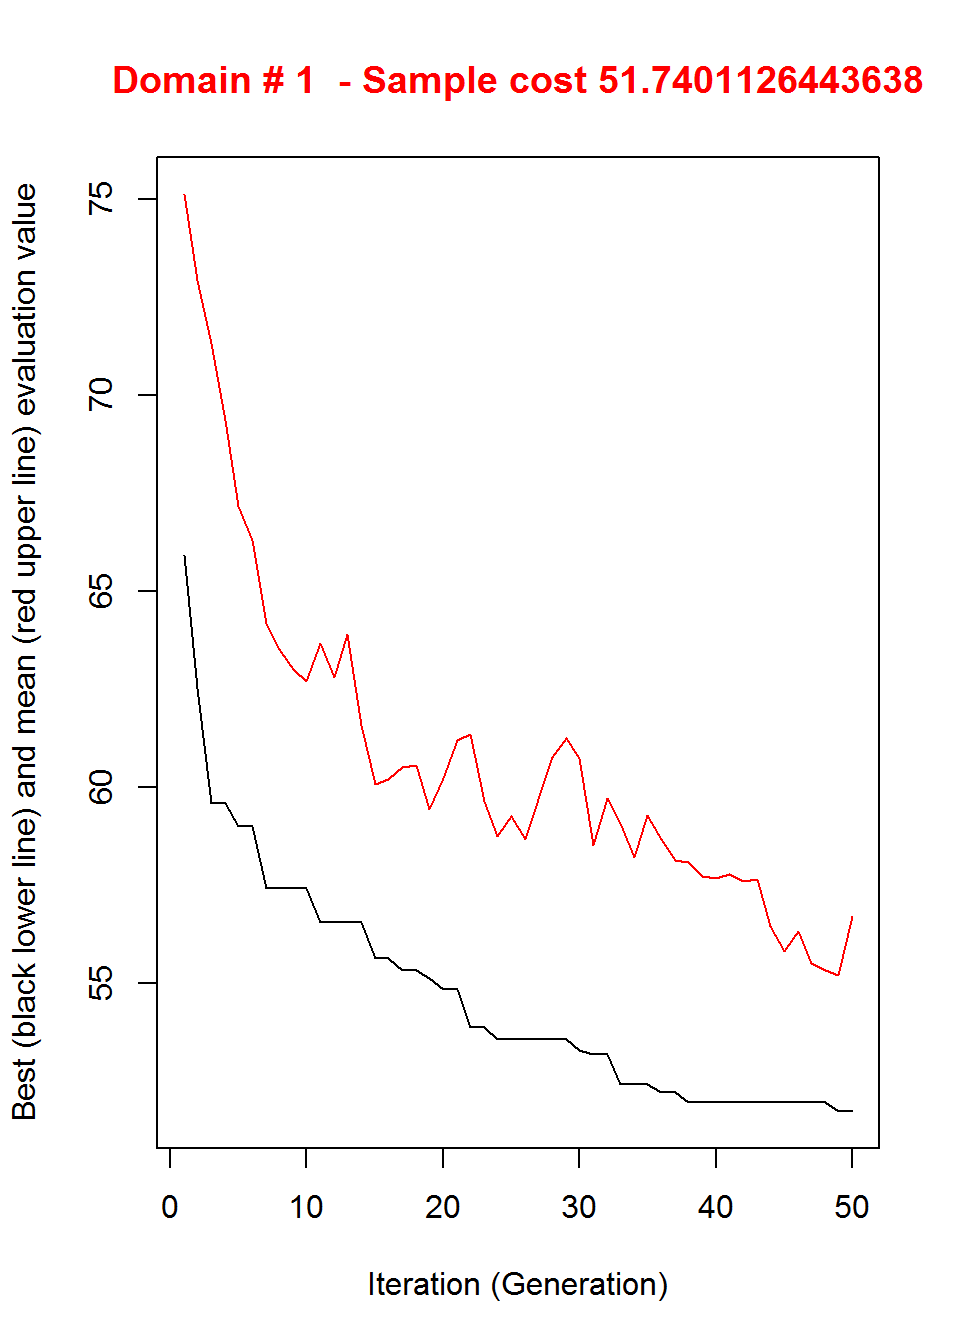 Domain # 1  - Sample cost 51.7401126443638
Best (black lower line) and mean (red upper line) evaluation value
75
70
65
60
55
0 10 20 30 40 50
Iteration (Generation)